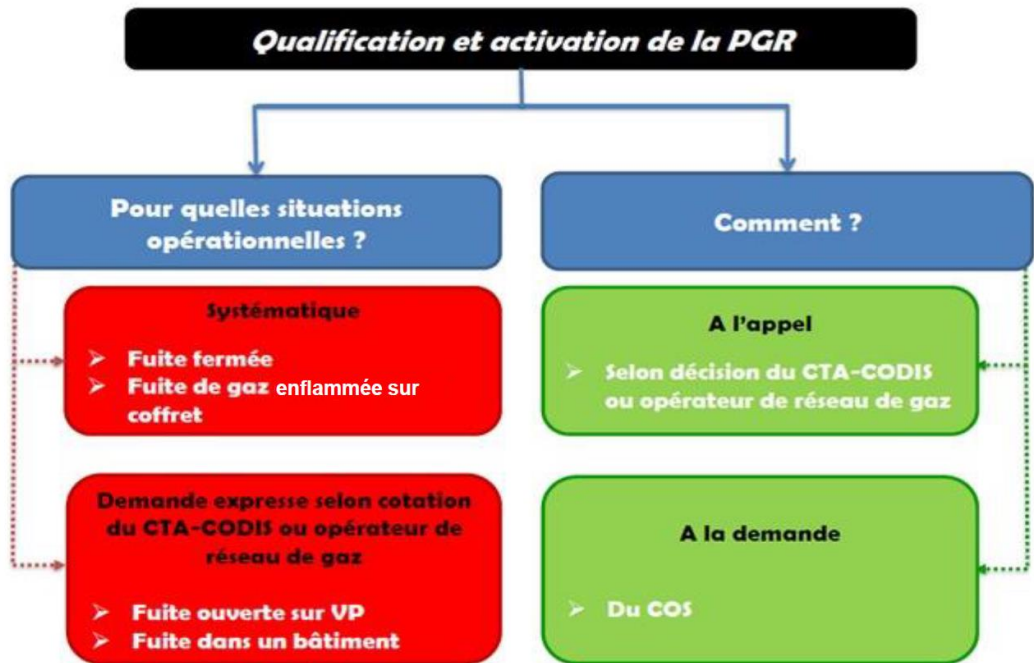 Qualification et activation de la PGR
Pour quelles situations
opérationnelles ?
Systématique
➢ Fuite fermée
➢ Fuite de gaz enflammée sur
coffret
Demande expresse selon cotation
du CTA-CODIS ou opérateur de
réseau de gaz
➢ Fuite ouverte sur VP
➢ Fuite dans un bâtiment
Comment ?
A l'appel
➢ Selon décision du CTA-CODIS
ou opérateur de réseau de gaz
A la demande
➢ Du COS